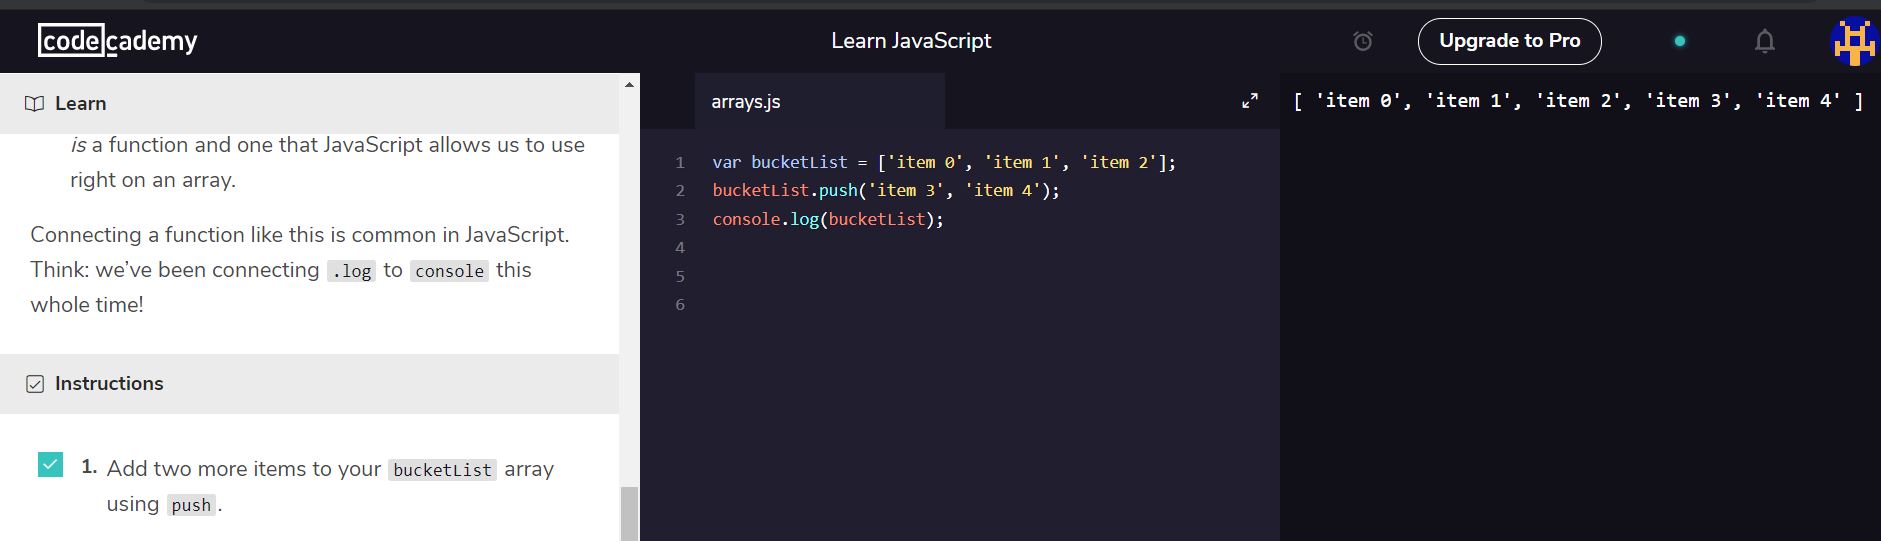 codecademy
Learn JavaScript
Upgrade to Pro
Learn
is a function and one that JavaScript allows us to use
right on an array.
Connecting a function like this is common in JavaScript.
Think: we’ve been connecting .log to console this
whole time!
Instructions
1. Add two more items to your bucketList array
using push.
arrays.js
1 var bucketList = ['item 0', 'item 1', 'item 2'];
2 bucketList.push('item 3', 'item 4');
3 console.log(bucketList);
4
5
6
[ 'item 0', 'item 1', 'item 2', 'item 3', 'item 4' ]